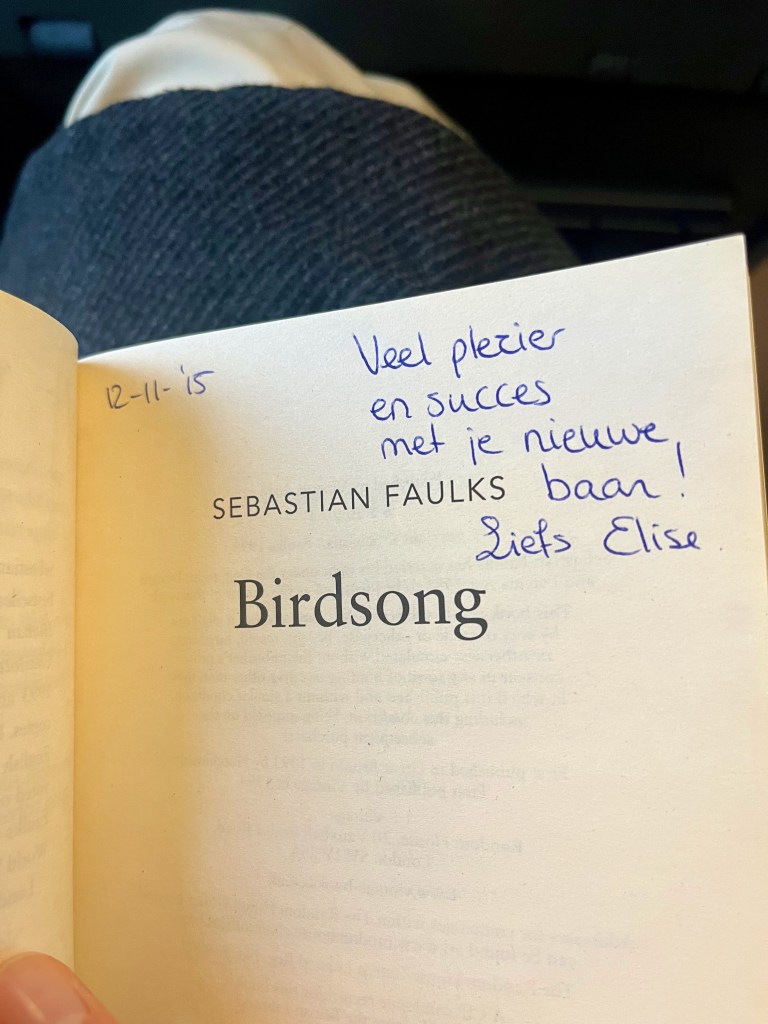 12-11-'15
Veel plezier
en succes
met je nieuwe
baan!
Liefs Elise.
SEBASTIAN FAULKS
Birdsong